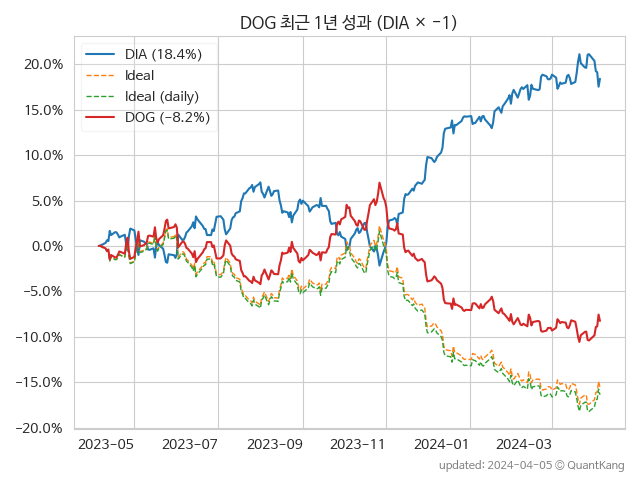 DOG 최근 1년 성과 (DIA × -1)
DIA (18.4%)
Ideal
Ideal (daily)
DOG (-8.2%)
20.0%
15.0%
10.0%
5.0%
0.0%
-5.0%
-10.0%
-15.0%
-20.0%
2023-05 2023-07 2023-09 2023-11 2024-01 2024-03
updated: 2024-04-05 © QuantKang